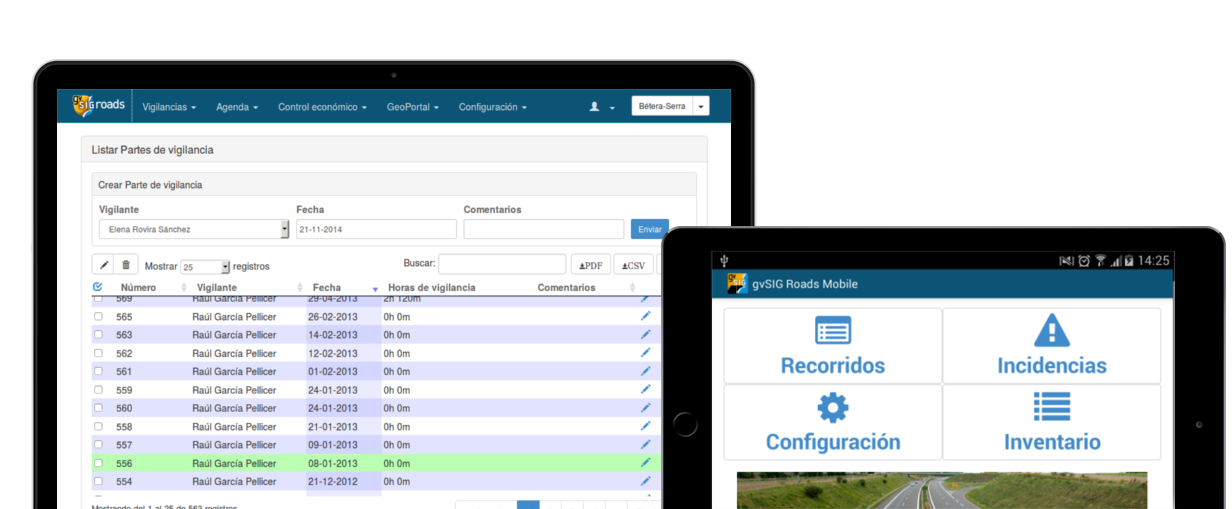 gvSIG roads Vigilancias Agenda Control económico GeoPortal Configuración Bétera-Serra
Listar Partes de vigilancia
Crear Parte de vigilancia
Vigilante Fecha Comentarios
Elena Rovira Sánchez 21-11-2014 Enviar
Mostrar 25 registros Buscar: PDF CSV
Número Vigilante Fecha Horas de vigilancia Comentarios
569 Raúl García Pellicer 29-04-2013 2h 120m
565 Raúl García Pellicer 26-02-2013 0h 0m
563 Raúl García Pellicer 14-02-2013 0h 0m
562 Raúl García Pellicer 12-02-2013 0h 0m
561 Raúl García Pellicer 01-02-2013 0h 0m
559 Raúl García Pellicer 24-01-2013 0h 0m
560 Raúl García Pellicer 24-01-2013 0h 0m
558 Raúl García Pellicer 21-01-2013 0h 0m
557 Raúl García Pellicer 09-01-2013 0h 0m
556 Raúl García Pellicer 08-01-2013 0h 0m
554 Raúl García Pellicer 21-12-2012 0h 0m
Mostrando del 1 al 25 de 563 registros
14:25
gvSIG gvSIG Roads Mobile
Recorridos Incidencias
Configuración Inventario